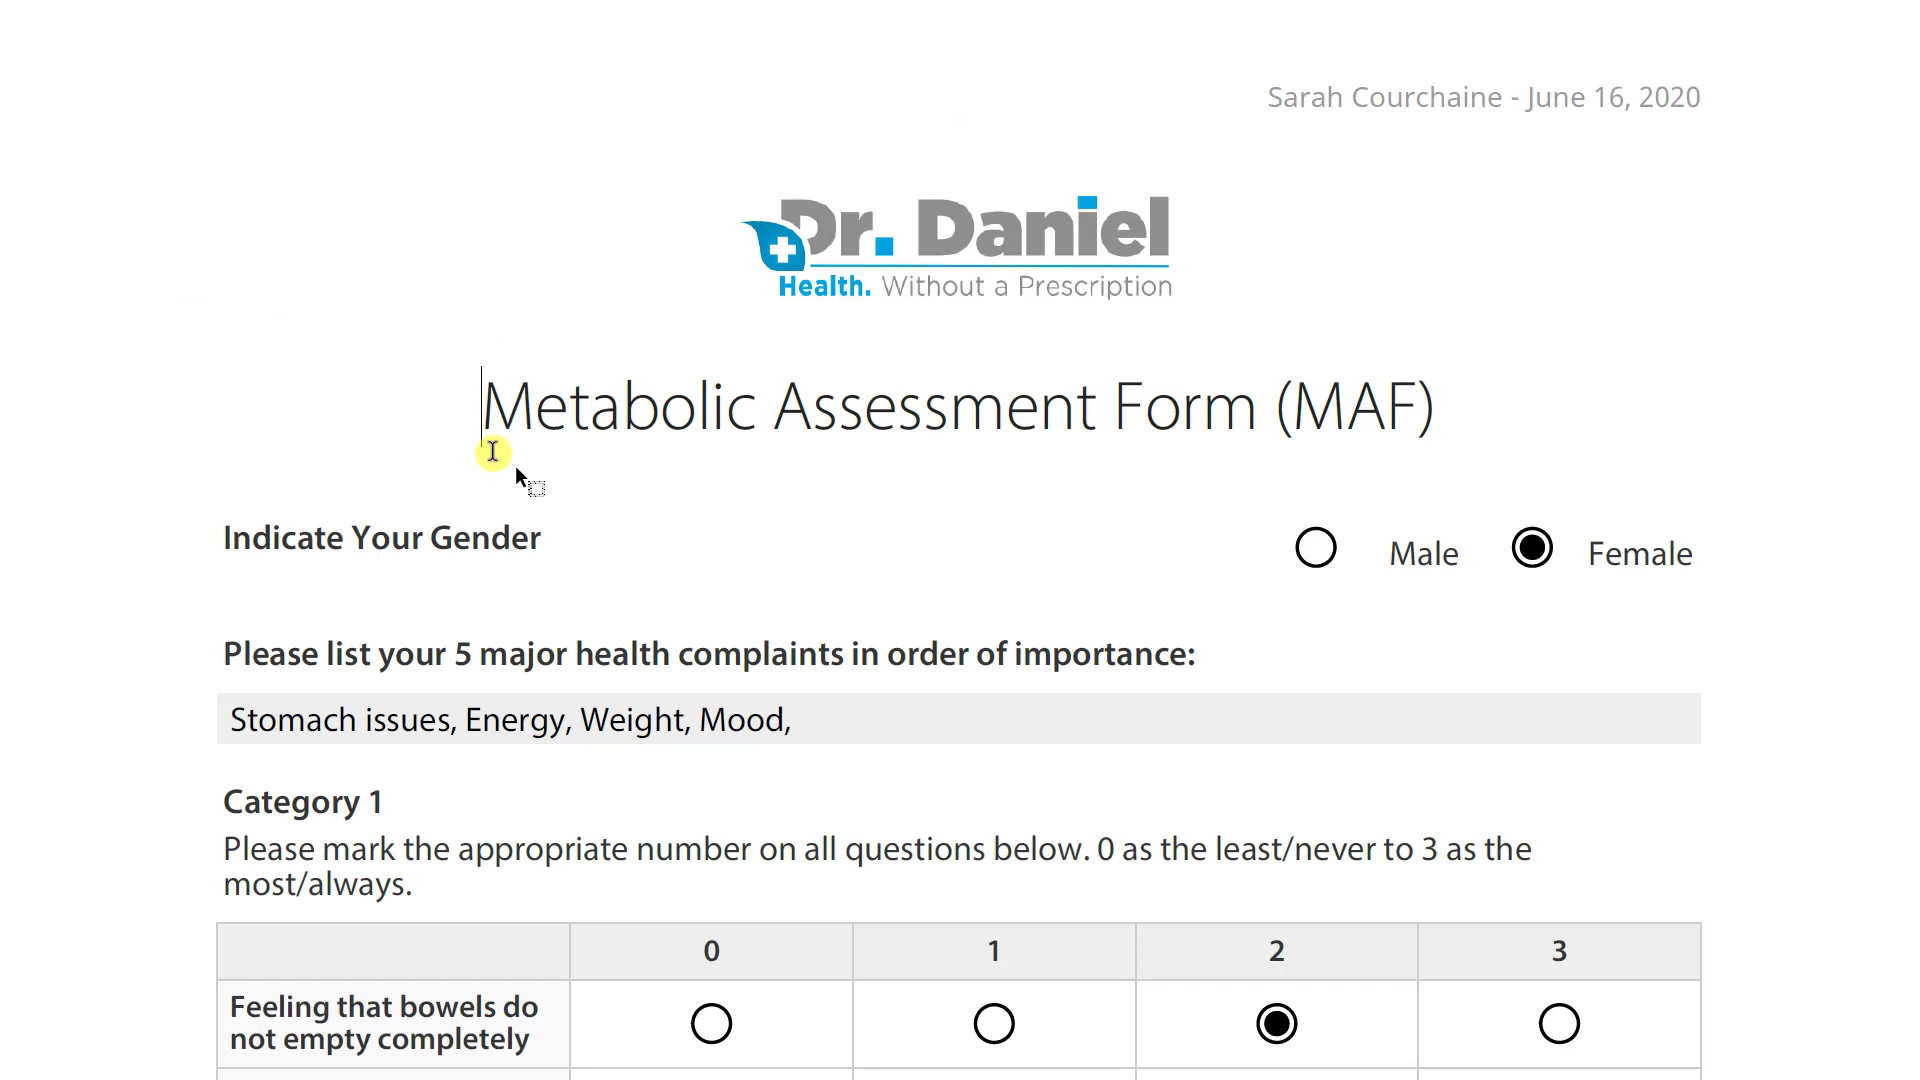 Sarah Courchaine - June 16, 2020
Dr. Daniel
Health. Without a Prescription
Metabolic Assessment Form (MAF)
Indicate Your Gender
Male
Female
Please list your 5 major health complaints in order of importance:
Stomach issues, Energy, Weight, Mood,
Category 1
Please mark the appropriate number on all questions below. 0 as the least/never to 3 as the
most/always.
0
1
2
3
Feeling that bowels do
not empty completely